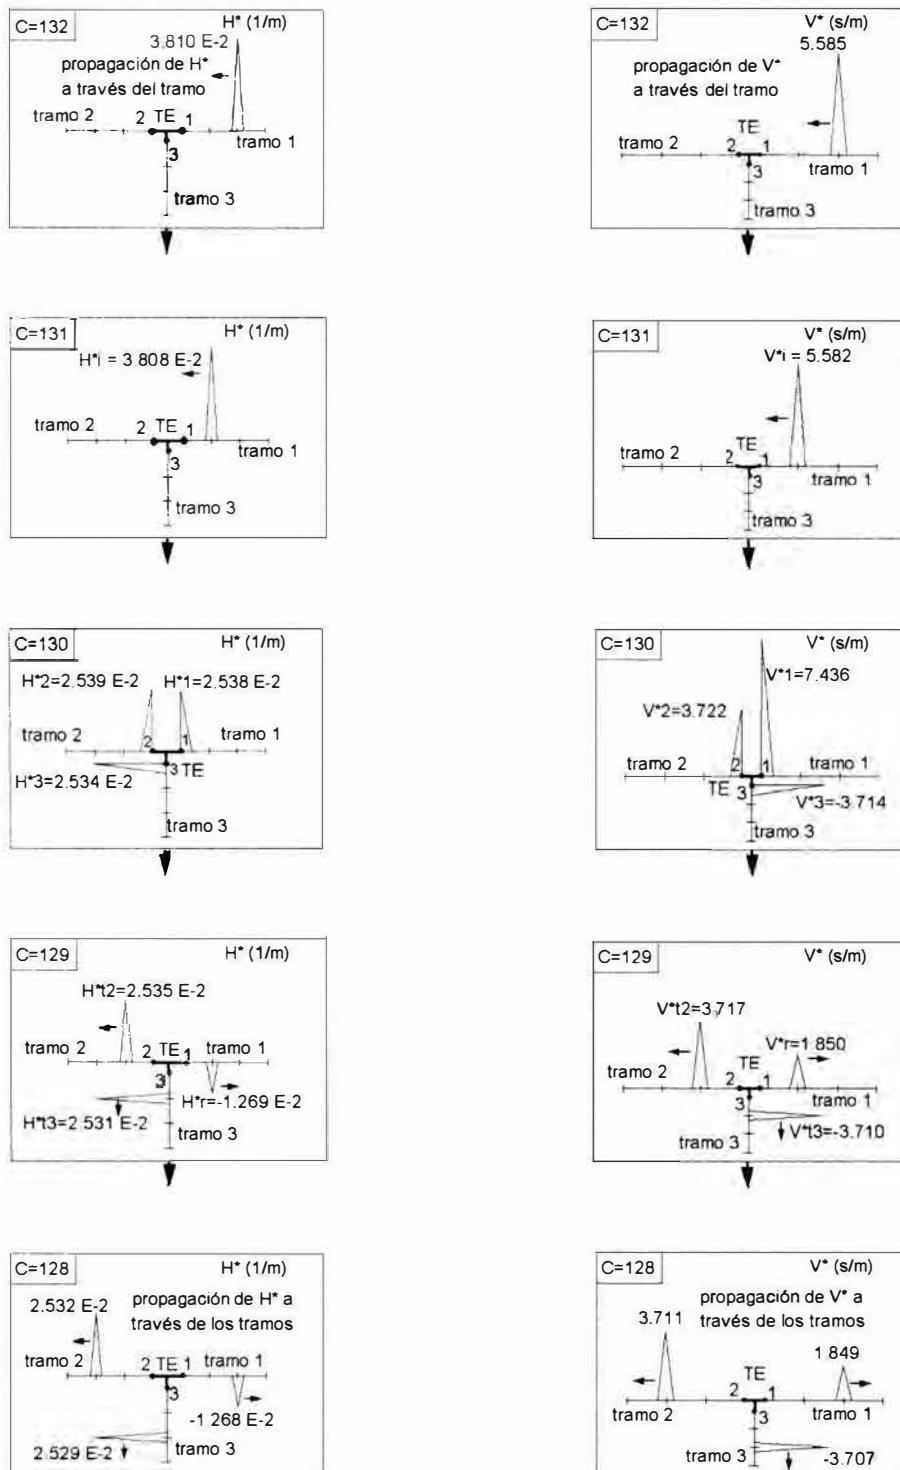 C=132
H* (1/m)
3.810 E-2
propagación de H*
a través del tramo
tramo 2
2 TE 1
tramo 1
3
tramo 3
C=132
V* (s/m)
5.585
propagación de V*
a través del tramo
TE
tramo 2
2 1
tramo 1
3
tramo 3
C=131
H* (1/m)
H*i = 3.808 E-2
tramo 2
2 TE 1
tramo 1
3
tramo 3
C=131
V* (s/m)
V*i = 5.582
TE
tramo 2
2 1
tramo 1
3
tramo 3
C=130
H* (1/m)
H*2=2.539 E-2
H*1=2.538 E-2
tramo 2
2 1
tramo 1
3 TE
H*3=2.534 E-2
tramo 3
C=130
V* (s/m)
V*1=7.436
V*2=3.722
tramo 2
2 1
tramo 1
TE 3
V*3=-3.714
tramo 3
C=129
H* (1/m)
H*t2=2.535 E-2
tramo 2
2 TE 1
tramo 1
3
H*r=-1.269 E-2
H*t3=2.531 E-2
tramo 3
C=129
V* (s/m)
V*t2=3.717
V*r=1.850
TE
tramo 2
2 1
tramo 1
3
V*t3=-3.710
tramo 3
C=128
H* (1/m)
2.532 E-2
propagación de H* a
través de los tramos
tramo 2
2 TE 1
tramo 1
3
-1.268 E-2
tramo 3
2.529 E-2
C=128
V* (s/m)
propagación de V* a
través de los tramos
3.711
1.849
TE
2 1
tramo 2
3
tramo 1
tramo 3
-3.707